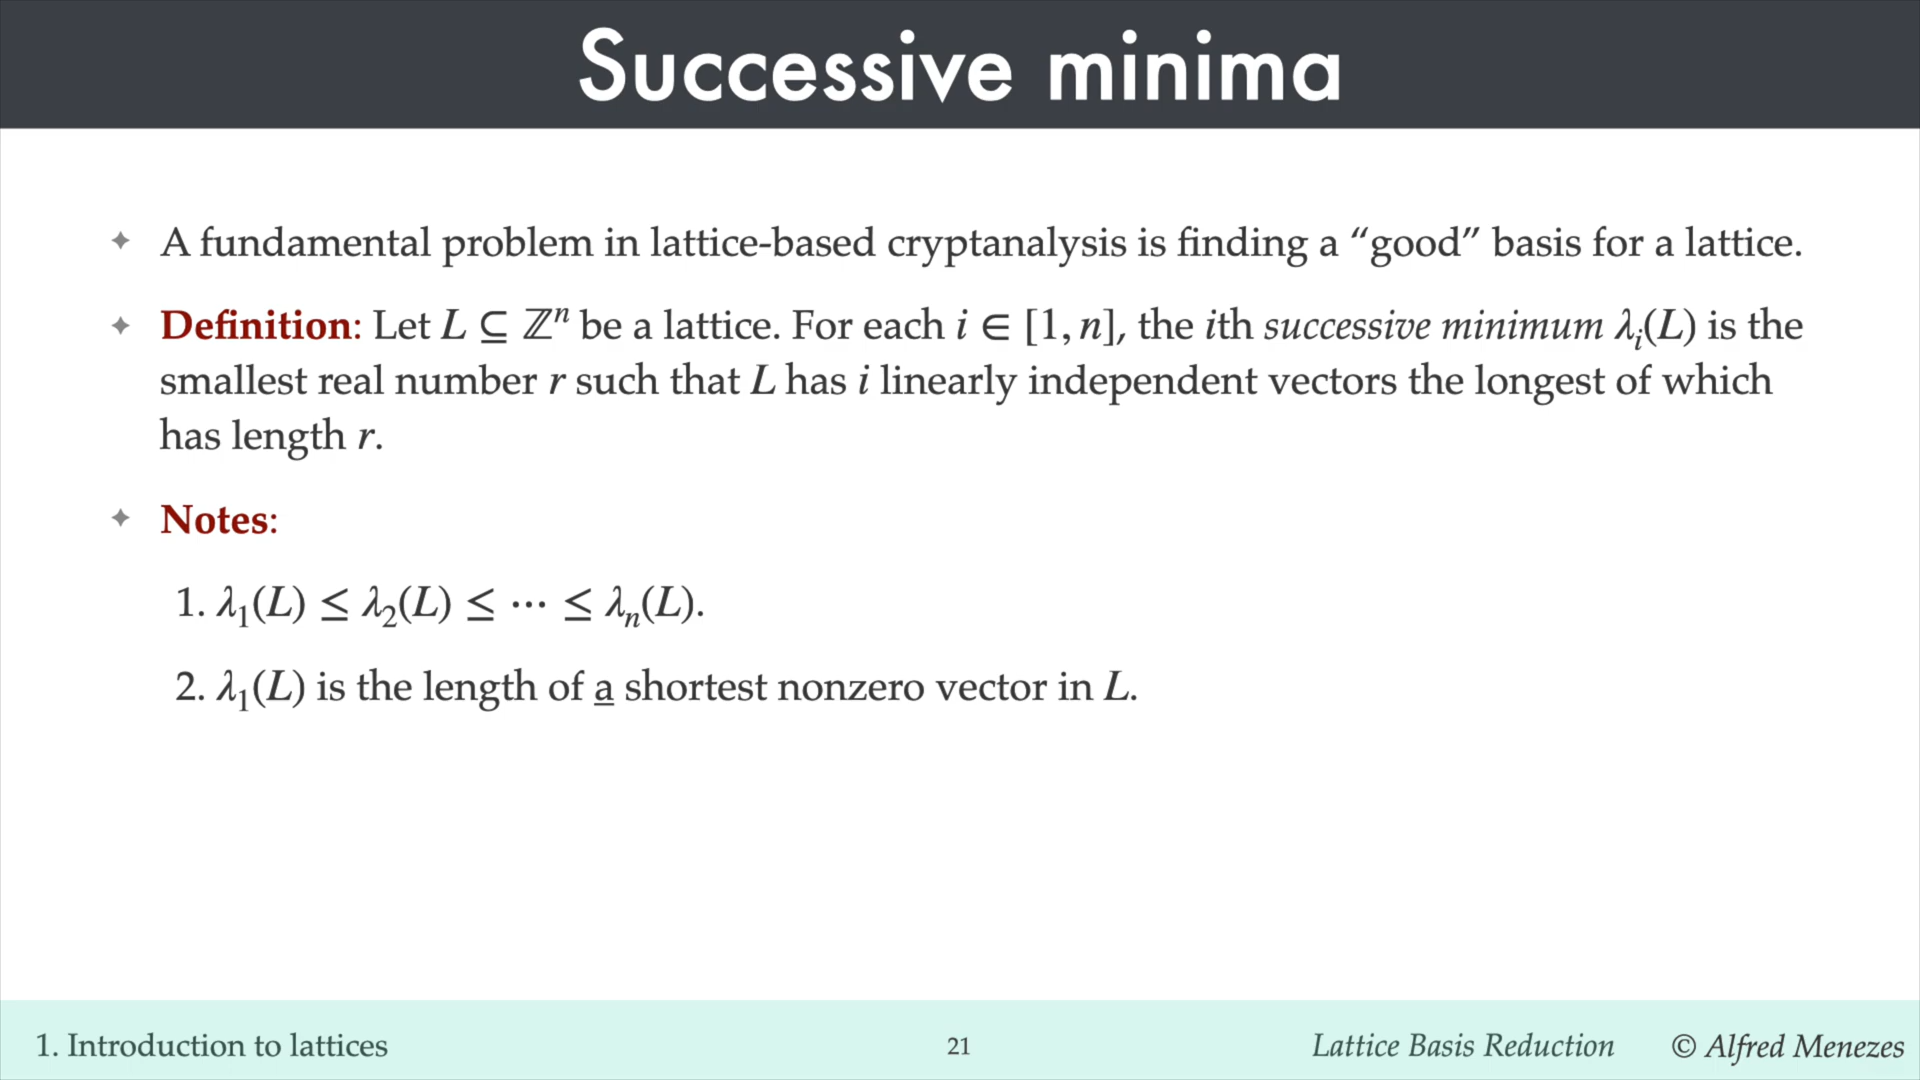 Successive minima
✦ A fundamental problem in lattice-based cryptanalysis is finding a “good” basis for a lattice.
✦ Definition: Let L ⊆ ℤⁿ be a lattice. For each i ∈ [1, n], the ith successive minimum λᵢ(L) is the
smallest real number r such that L has i linearly independent vectors the longest of which
has length r.
✦ Notes:
1. λ₁(L) ≤ λ₂(L) ≤ ⋯ ≤ λₙ(L).
2. λ₁(L) is the length of a shortest nonzero vector in L.
1. Introduction to lattices
21
Lattice Basis Reduction
© Alfred Menezes